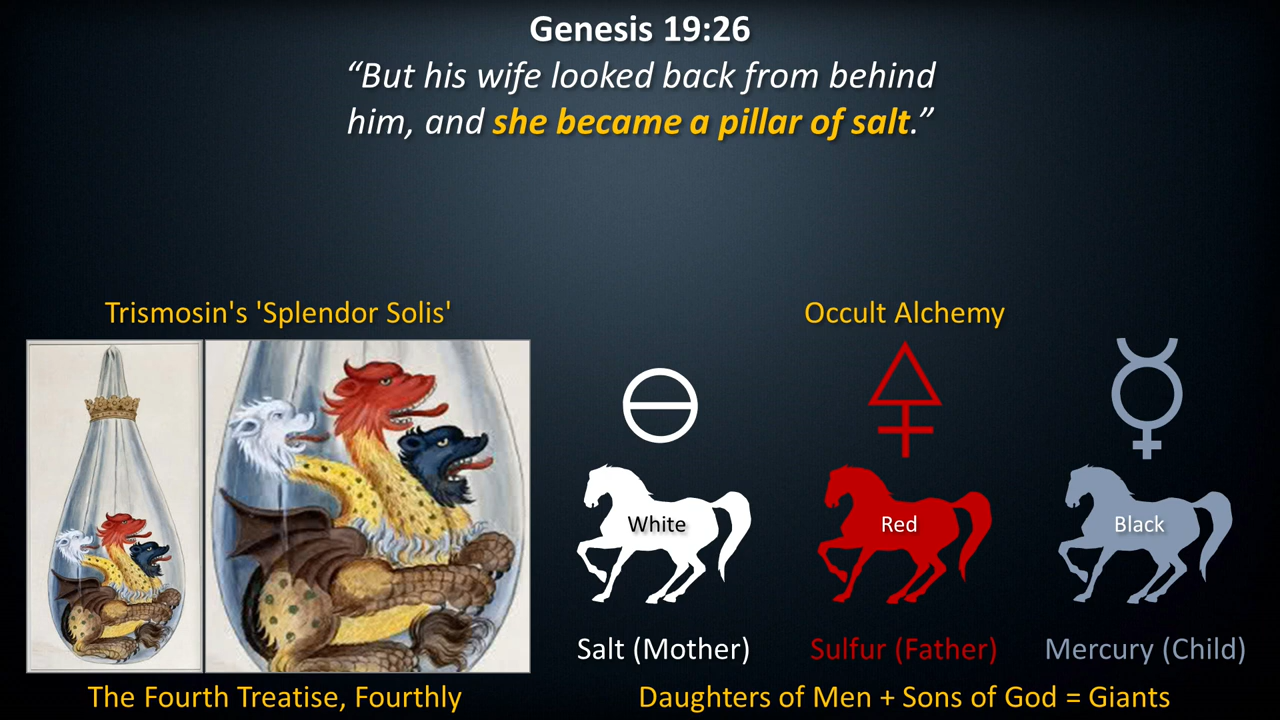 Genesis 19:26
“But his wife looked back from behind
him, and she became a pillar of salt.”
Trismosin's 'Splendor Solis'
Occult Alchemy
White
Red
Black
Salt (Mother)
Sulfur (Father)
Mercury (Child)
The Fourth Treatise, Fourthly
Daughters of Men + Sons of God = Giants